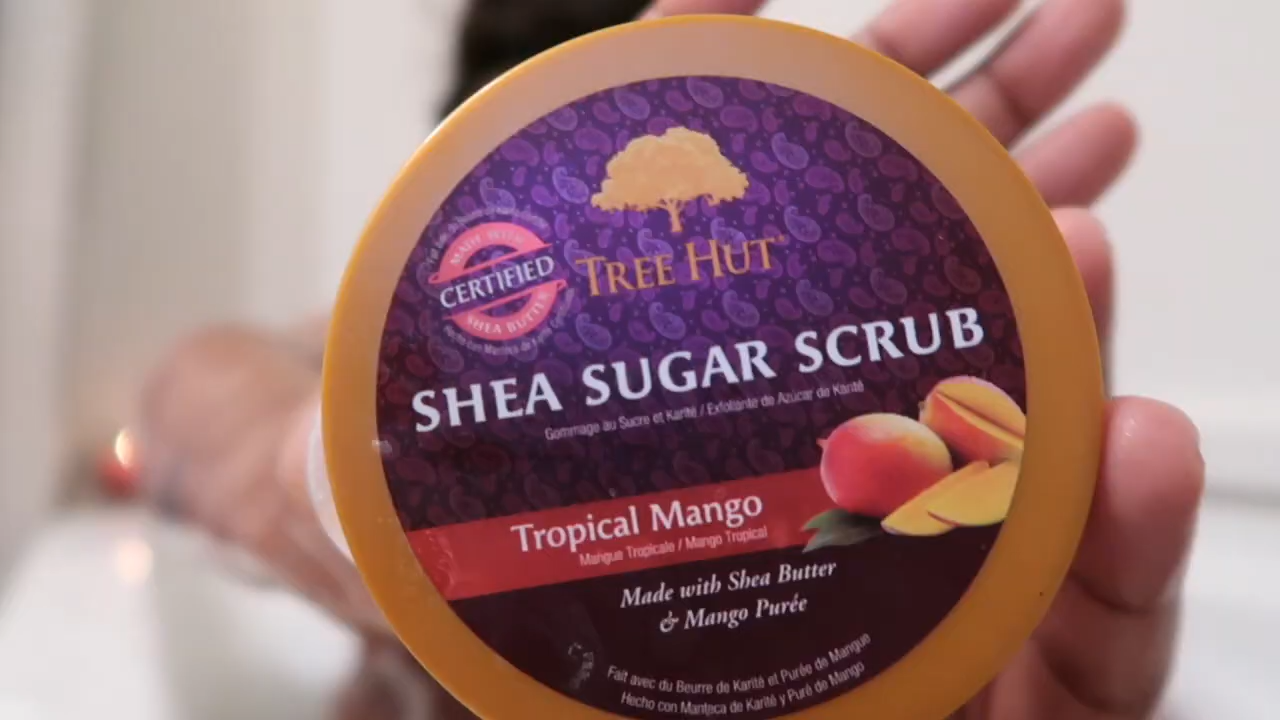 TREE HUT
MADE WITH
CERTIFIED
SHEA BUTTER
SHEA SUGAR SCRUB
Gommage au Sucre et Karité / Exfoliante de Azúcar de Karité
Tropical Mango
Mangue Tropicale / Mango Tropical
Made with Shea Butter
& Mango Purée
Fait avec du Beurre de Karité et Purée de Mangue
Hecho con Manteca de Karité y Puré de Mango